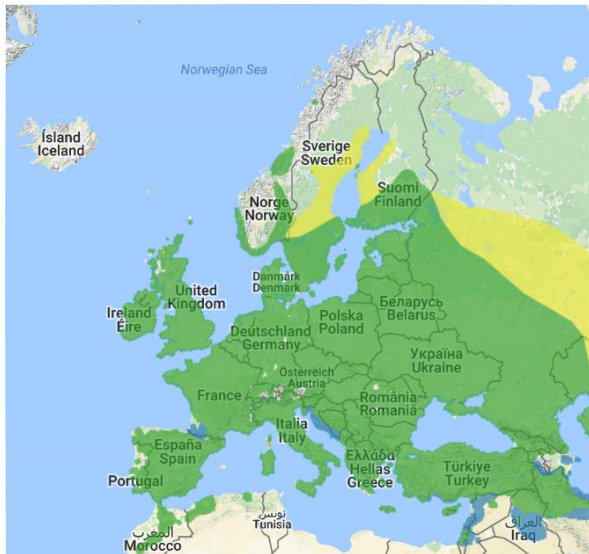 Norwegian Sea
Ísland
Iceland
Sverige
Sweden
Suomi
Finland
Norge
Norway
United
Kingdom
Danmark
Denmark
Ireland
Éire
Беларусь
Belarus
Polska
Poland
Deutschland
Germany
Україна
Ukraine
Österreich
Austria
France
România
Romania
Italia
Italy
España
Spain
Ελλάδα
Hellas
Greece
Portugal
Türkiye
Turkey
تونس
Tunisia
المغرب
Morocco
العراق
Iraq